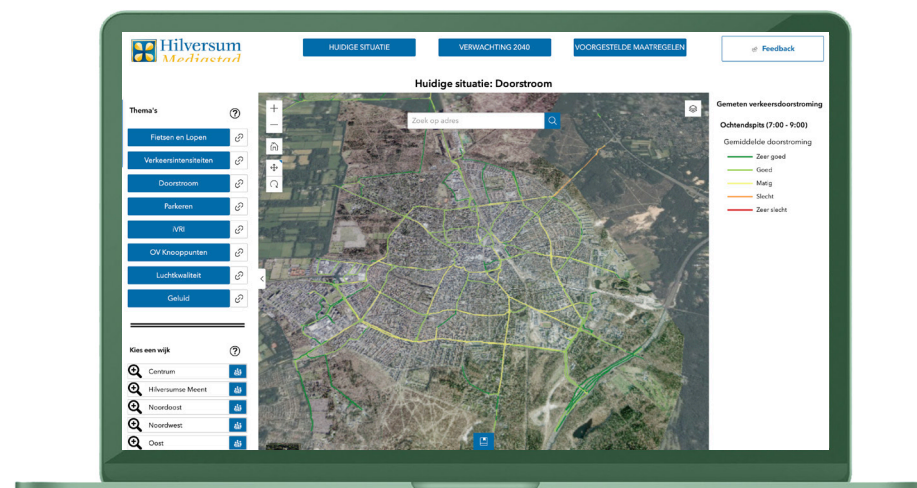 Hilversum
Mediastad
HUIDIGE SITUATIE
VERWACHTING 2040
VOORGESTELDE MAATREGELEN
Feedback
Huidige situatie: Doorstroom
Thema's
Fietsen en Lopen
Verkeersintensiteiten
Doorstroom
Parkeren
iVRI
OV Knooppunten
Luchtkwaliteit
Geluid
Kies een wijk
Centrum
Hilversumse Meent
Noordoost
Noordwest
Oost
Zoek op adres
Gemeten verkeersdoorstroming
Ochtendspits (7:00 - 9:00)
Gemiddelde doorstroming
Zeer goed
Goed
Matig
Slecht
Zeer slecht